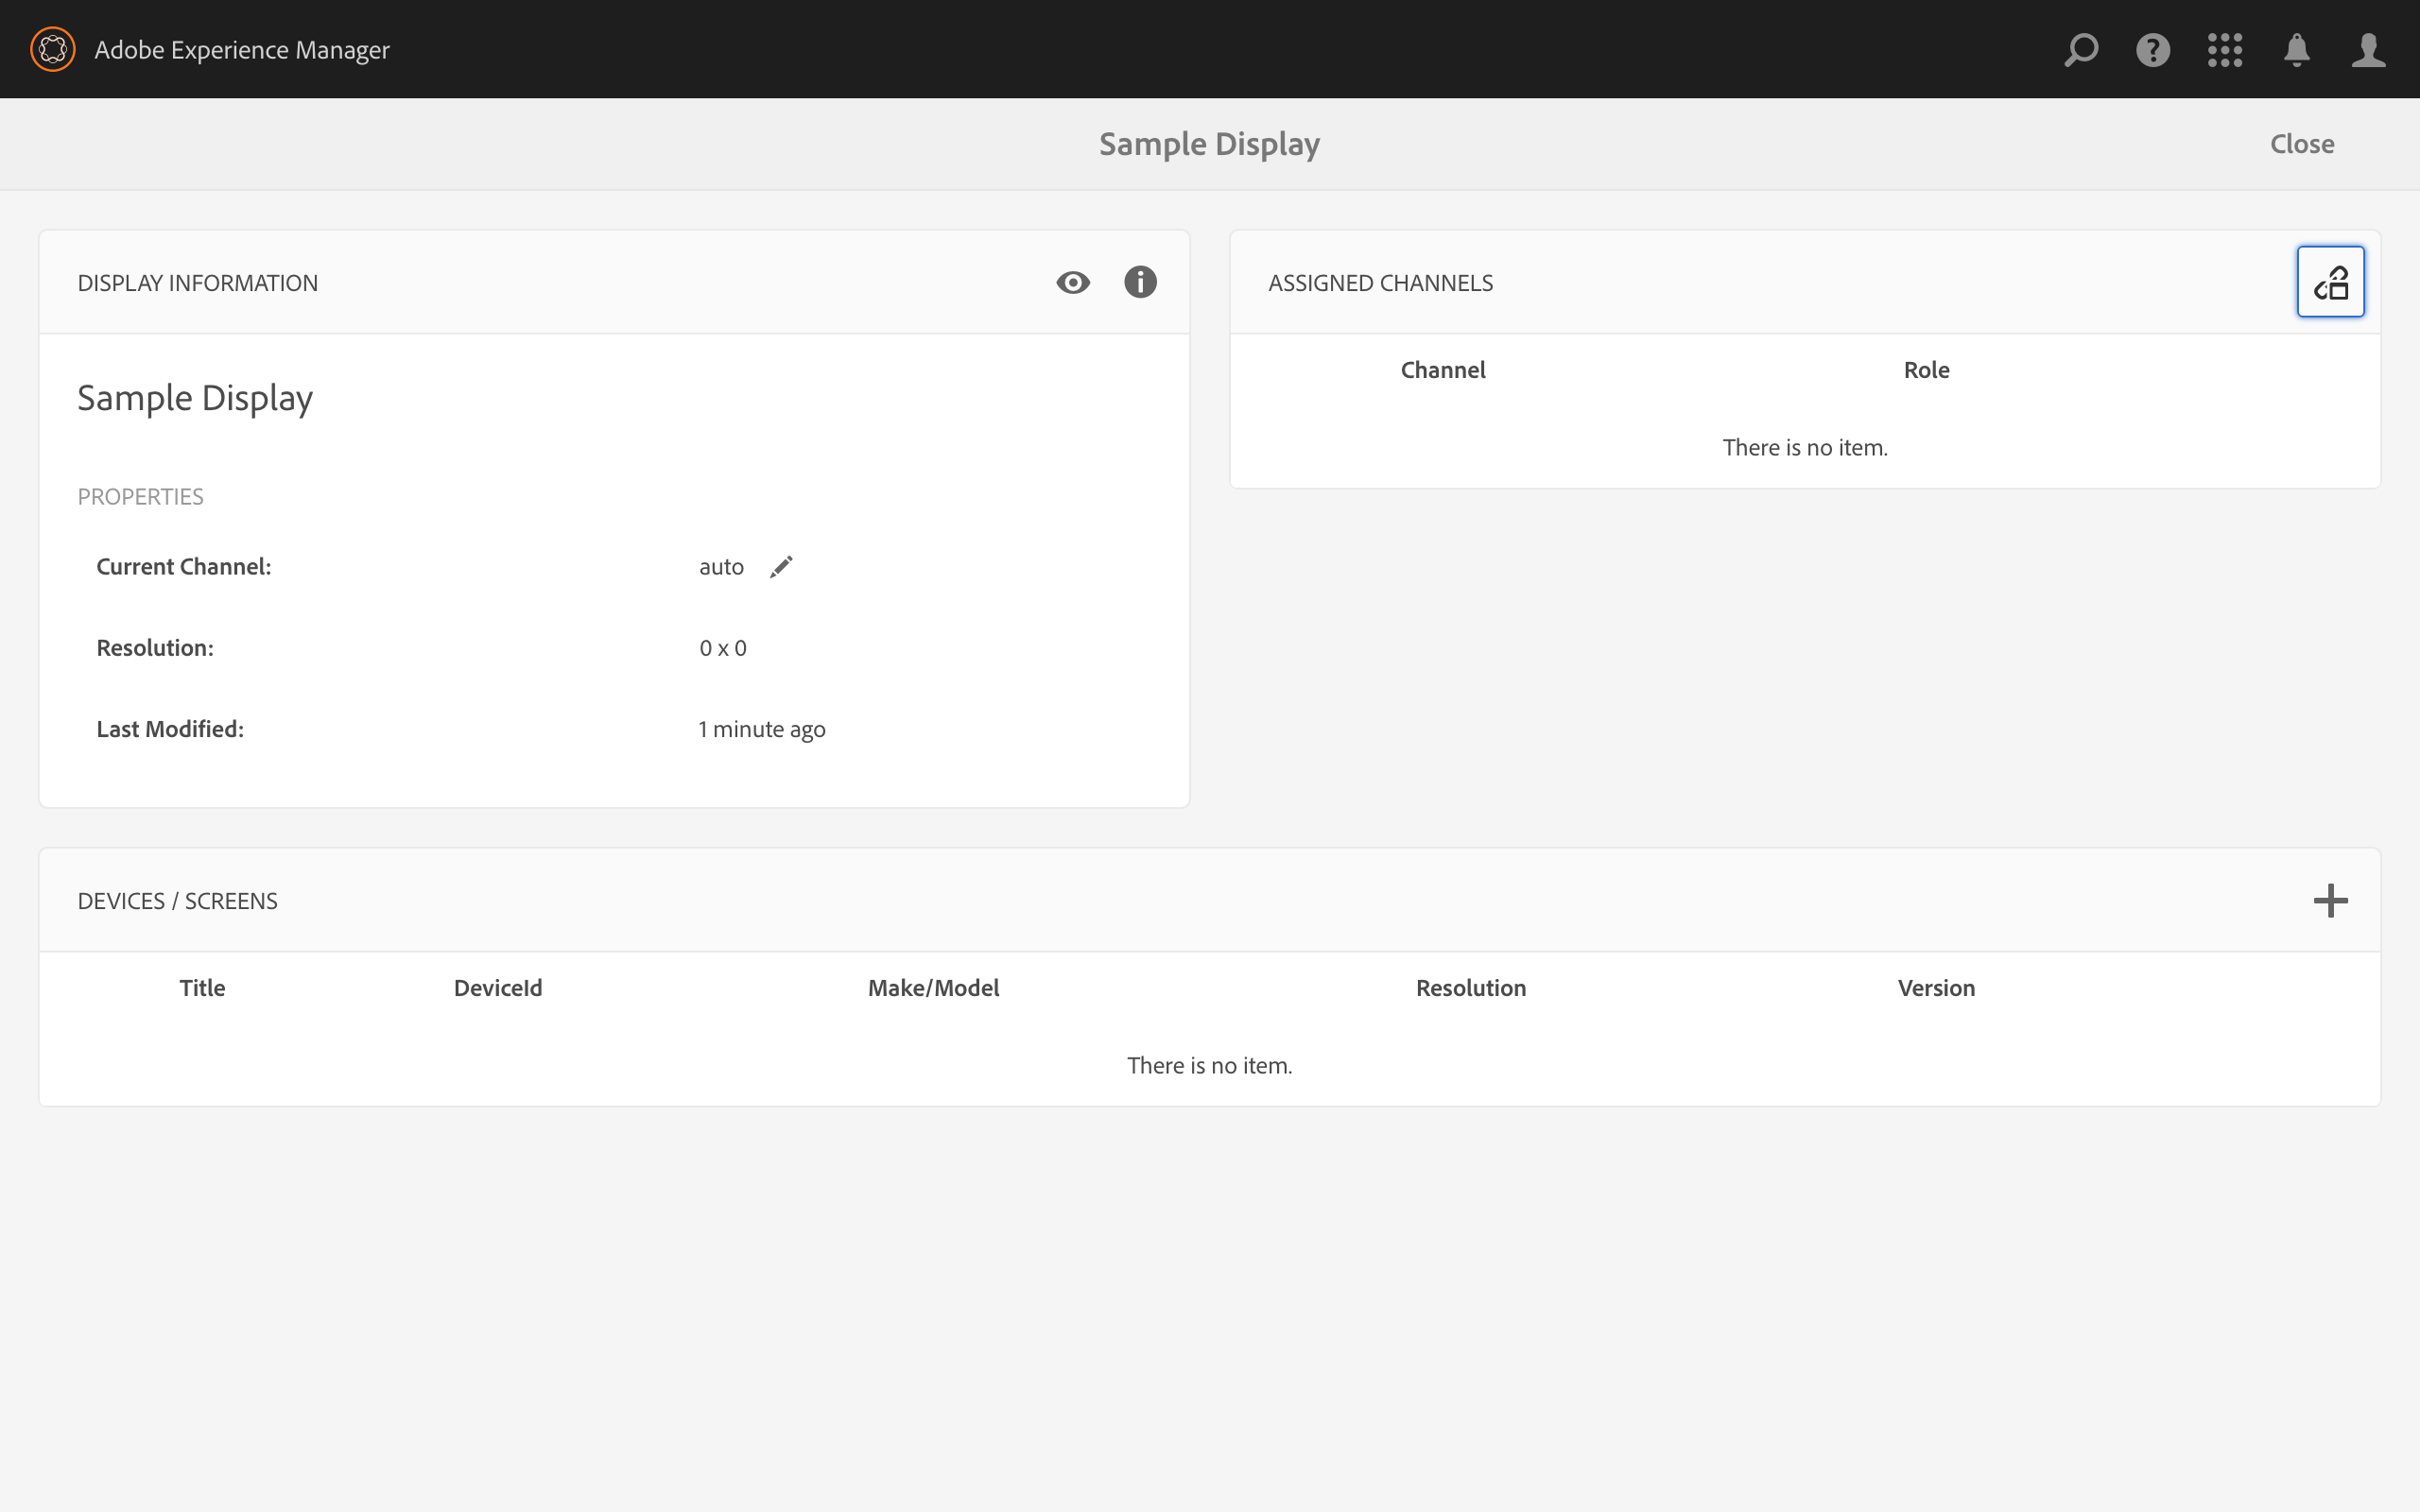 Adobe Experience Manager
Sample Display
Close
DISPLAY INFORMATION
Sample Display
PROPERTIES
Current Channel: auto
Resolution: 0 x 0
Last Modified: 1 minute ago
ASSIGNED CHANNELS
Channel Role
There is no item.
DEVICES / SCREENS
Title DeviceId Make/Model Resolution Version
There is no item.